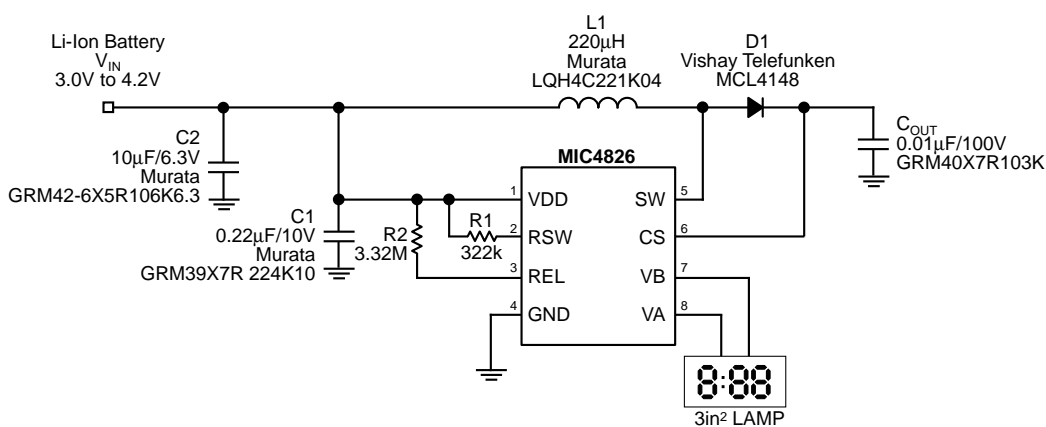 Li-Ion Battery
VIN
3.0V to 4.2V
L1
220µH
Murata
LQH4C221K04
D1
Vishay Telefunken
MCL4148
C2
10µF/6.3V
Murata
GRM42-6X5R106K6.3
COUT
0.01µF/100V
GRM40X7R103K
MIC4826
C1
0.22µF/10V
Murata
GRM39X7R 224K10
R2
3.32M
R1
322k
1 VDD
2 RSW
3 REL
4 GND
SW 5
CS 6
VB 7
VA 8
8:88
3in² LAMP